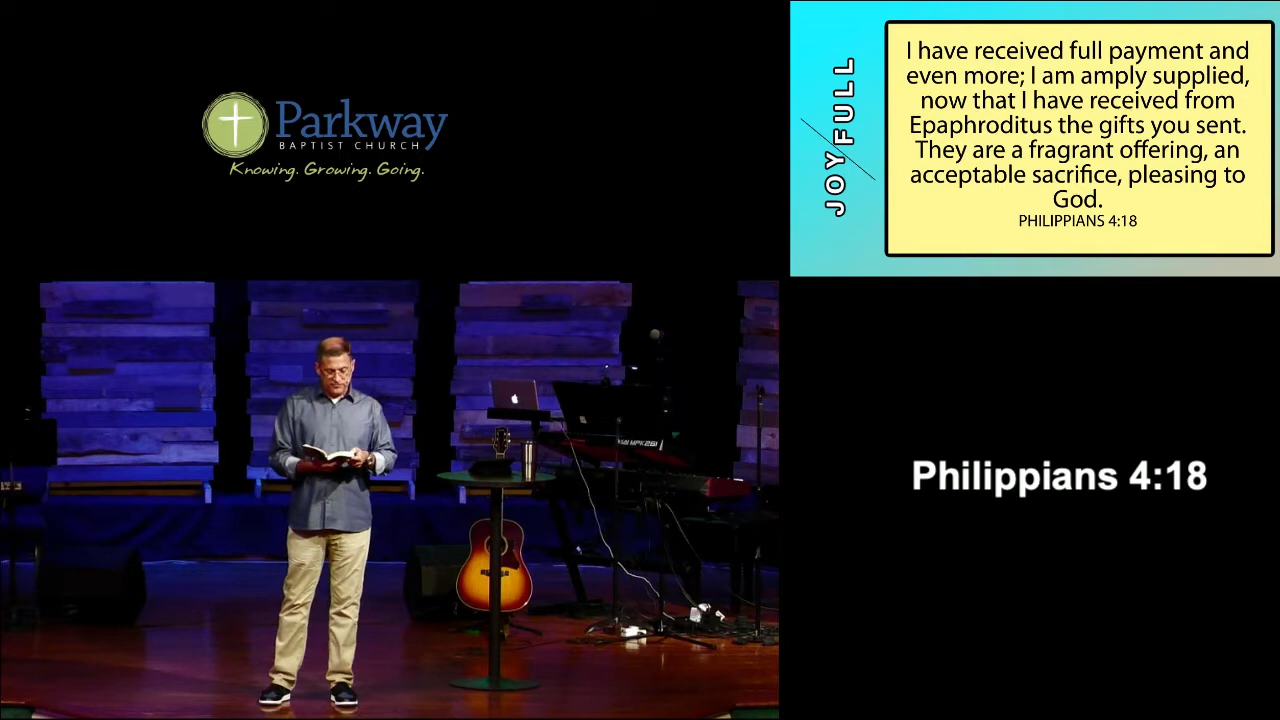 Parkway
BAPTIST CHURCH
Knowing. Growing. Going.
JOYFULL
I have received full payment and
even more; I am amply supplied,
now that I have received from
Epaphroditus the gifts you sent.
They are a fragrant offering, an
acceptable sacrifice, pleasing to
God.
PHILIPPIANS 4:18
Philippians 4:18